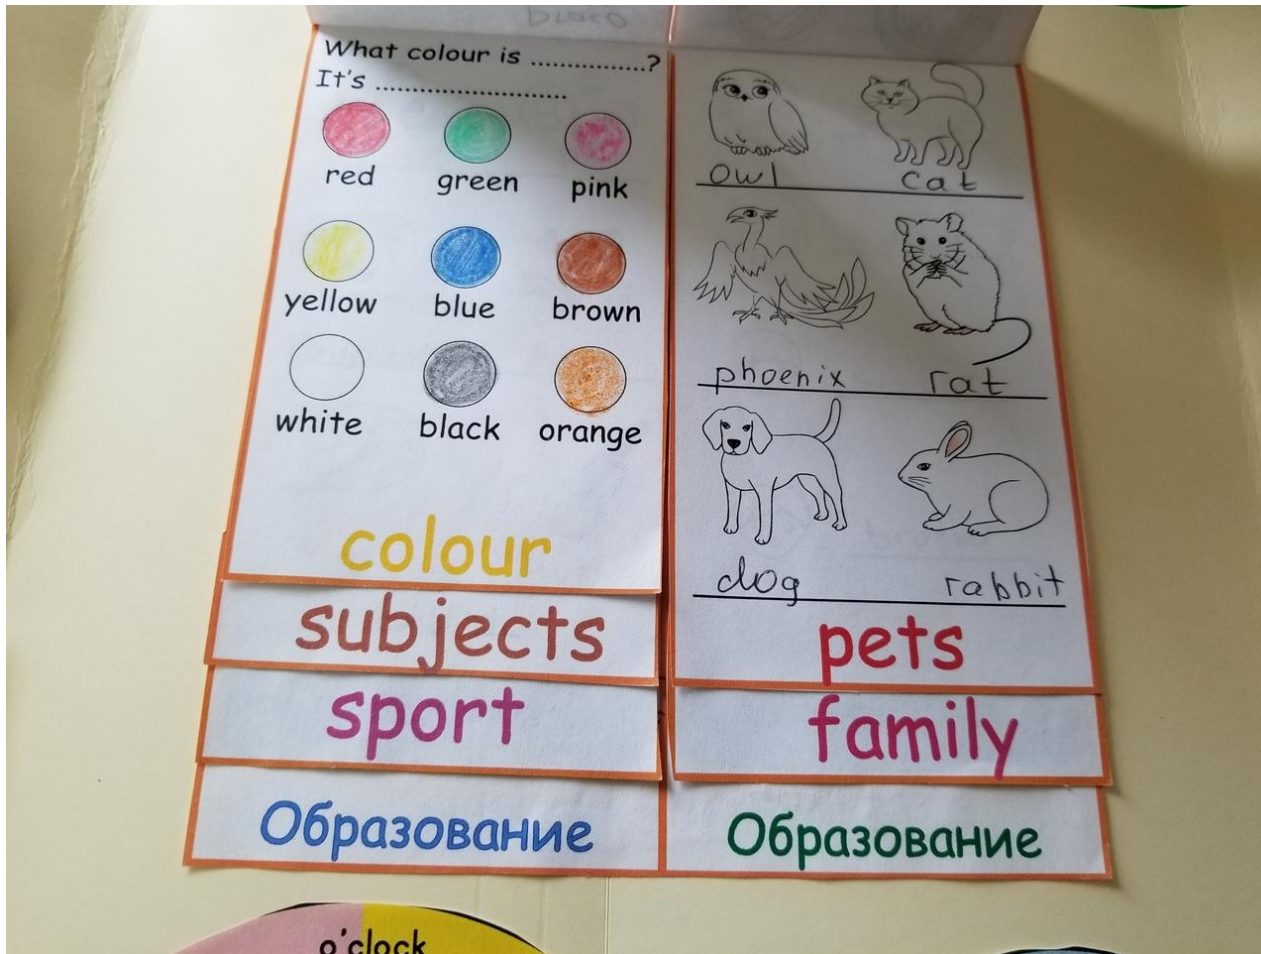 What colour is ................?
It's .........................
red green pink
yellow blue brown
white black orange
colour
subjects
sport
Образование
owl cat
phoenix rat
dog rabbit
pets
family
Образование
o'clock